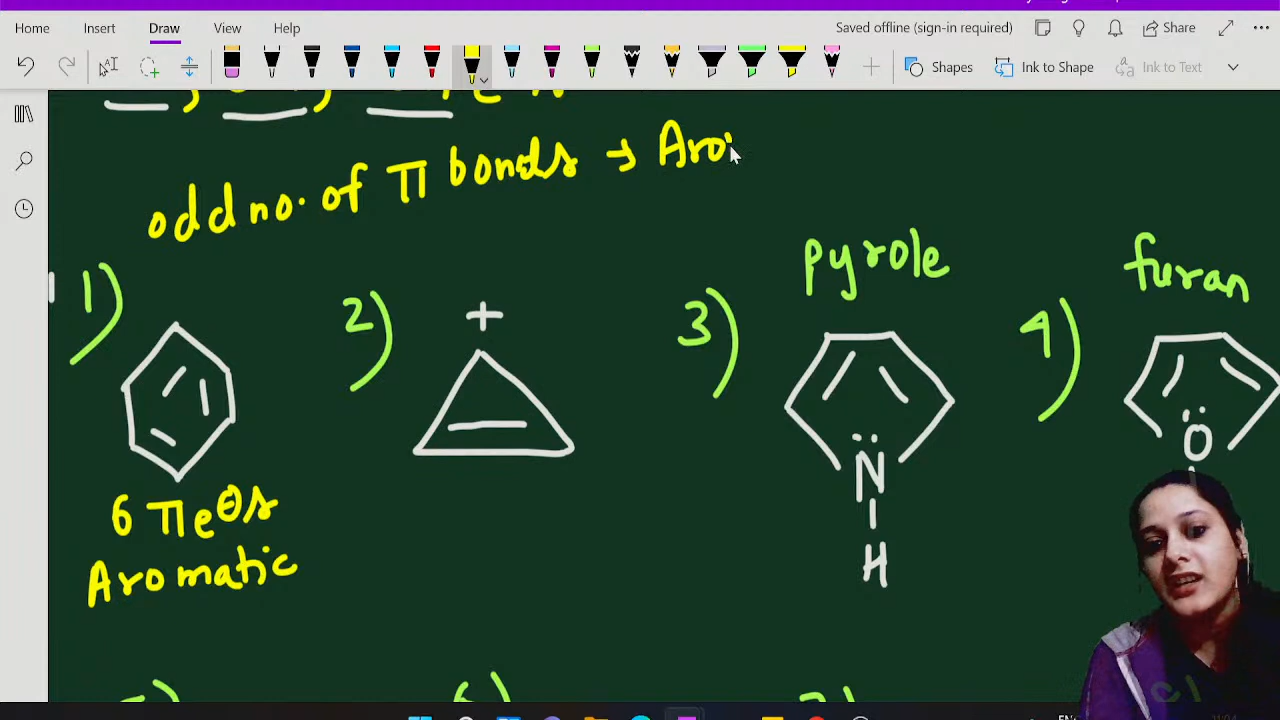 Home Insert Draw View Help Saved offline (sign-in required) Share
Shapes Ink to Shape Ink to Text
odd no. of π bonds → Aro
1) 2) 3) pyrole 4) furan
+
N
H
O
6 π eΘs
Aromatic